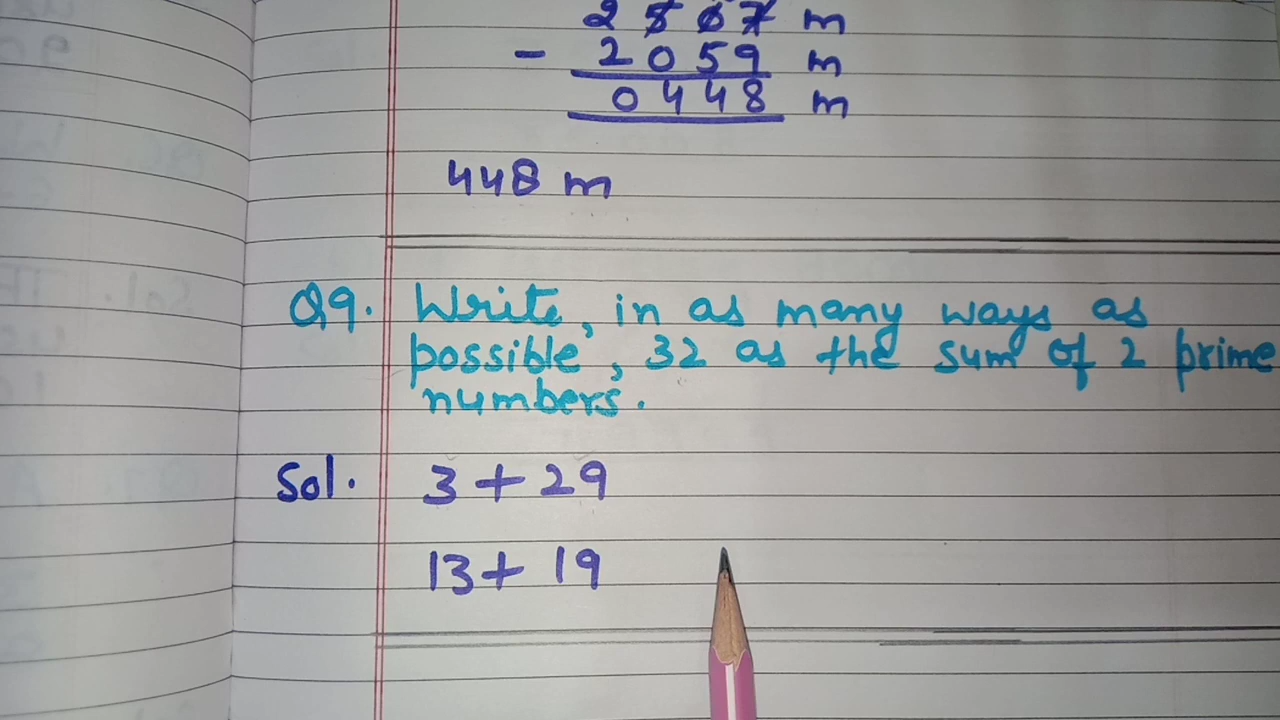 2 5 6 7 m
- 2 0 5 9 m
0 4 4 8 m
448 m
Q9. Write, in as many ways as
possible, 32 as the sum of 2 prime
numbers.
Sol. 3 + 29
13 + 19